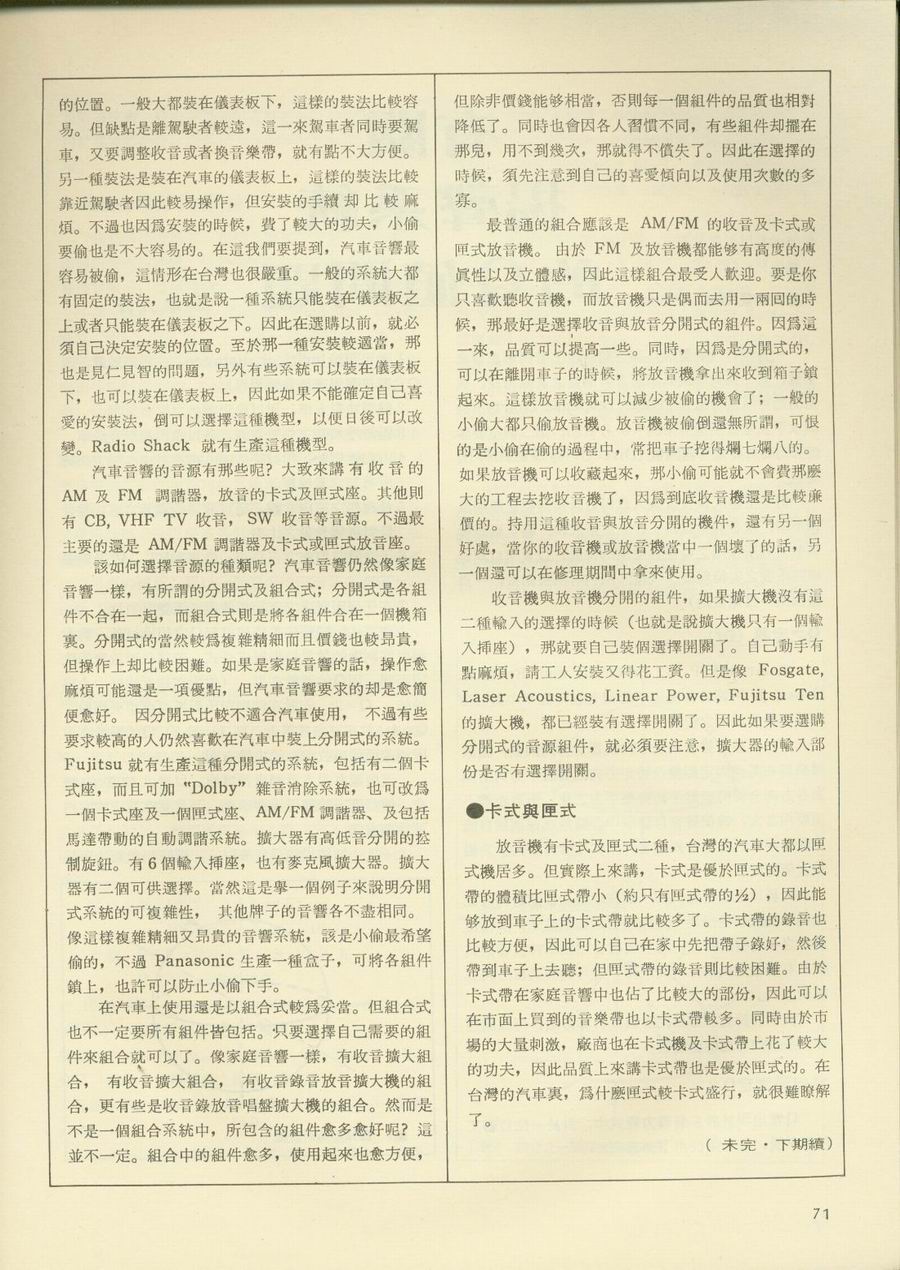 的位置。一般大都裝在儀表板下，這樣的裝法比較容
易。但缺點是離駕駛者較遠，這一來駕車者同時要駕
車，又要調整收音或者換音樂帶，就有點不大方便。
另一種裝法是裝在汽車的儀表板上，這樣的裝法比較
靠近駕駛者因此較易操作，但安裝的手續却比較麻
煩。不過也因爲安裝的時候，費了較大的功夫，小偷
要偷也是不大容易的。在這我們要提到，汽車音響最
容易被偷，這情形在台灣也很嚴重。一般的系統大都
有固定的裝法，也就是說一種系統只能裝在儀表板之
上或者只能裝在儀表板之下。因此在選購以前，就必
須自己決定安裝的位置。至於那一種安裝較適當，那
也是見仁見智的問題，另外有些系統可以裝在儀表板
下，也可以裝在儀表板上，因此如果不能確定自己喜
愛的安裝法，倒可以選擇這種機型，以便日後可以改
變。Radio Shack 就有生產這種機型。
汽車音響的音源有那些呢？大致來講有收音的
AM 及 FM 調諧器，放音的卡式及匣式座。其他則
有 CB, VHF TV 收音， SW 收音等音源。不過最
主要的還是 AM/FM 調諧器及卡式或匣式放音座。
該如何選擇音源的種類呢？汽車音響仍然像家庭
音響一樣，有所謂的分開式及組合式；分開式是各組
件不合在一起，而組合式則是將各組件合在一個機箱
裏。分開式的當然較爲複雜精細而且價錢也較昂貴，
但操作上却比較困難。如果是家庭音響的話，操作愈
麻煩可能還是一項優點，但汽車音響要求的却是愈簡
便愈好。 因分開式比較不適合汽車使用， 不過有些
要求較高的人仍然喜歡在汽車中裝上分開式的系統。
Fujitsu 就有生產這種分開式的系統，包括有二個卡
式座，而且可加 “Dolby” 雜音消除系統，也可改爲
一個卡式座及一個匣式座、AM/FM 調諧器、及包括
馬達帶動的自動調諧系統。擴大器有高低音分開的控
制旋鈕。有6個輸入挿座，也有麥克風擴大器。擴大
器有二個可供選擇。當然這是擧一個例子來說明分開
式系統的可複雜性， 其他牌子的音響各不盡相同。
像這樣複雜精細又昂貴的音響系統，該是小偷最希望
偷的，不過 Panasonic 生產一種盒子，可將各組件
鎖上，也許可以防止小偷下手。
在汽車上使用還是以組合式較爲妥當。但組合式
也不一定要所有組件皆包括。只要選擇自己需要的組
件來組合就可以了。像家庭音響一樣，有收音擴大組
合， 有收音擴大組合， 有收音錄音放音擴大機的組
合，更有些是收音錄放音唱盤擴大機的組合。然而是
不是一個組合系統中，所包含的組件愈多愈好呢？這
並不一定。組合中的組件愈多，使用起來也愈方便，
但除非價錢能够相當，否則每一個組件的品質也相對
降低了。同時也會因各人習慣不同，有些組件却擺在
那兒，用不到幾次，那就得不償失了。因此在選擇的
時候，須先注意到自己的喜愛傾向以及使用次數的多
寡。
最普通的組合應該是 AM/FM 的收音及卡式或
匣式放音機。 由於 FM 及放音機都能够有高度的傳
眞性以及立體感，因此這樣組合最受人歡迎。要是你
只喜歡聽收音機，而放音機只是偶而去用一兩囘的時
候，那最好是選擇收音與放音分開式的組件。因爲這
一來，品質可以提高一些。同時，因爲是分開式的，
可以在離開車子的時候，將放音機拿出來收到箱子鎖
起來。這樣放音機就可以減少被偷的機會了；一般的
小偷大都只偷放音機。放音機被偷倒還無所謂，可恨
的是小偷在偷的過程中，常把車子挖得爛七爛八的。
如果放音機可以收藏起來，那小偷可能就不會費那麽
大的工程去挖收音機了，因爲到底收音機還是比較廉
價的。持用這種收音與放音分開的機件，還有另一個
好處，當你的收音機或放音機當中一個壞了的話，另
一個還可以在修理期間中拿來使用。
收音機與放音機分開的組件，如果擴大機沒有這
二種輸入的選擇的時候（也就是說擴大機只有一個輸
入挿座），那就要自己裝個選擇開關了。自己動手有
點麻煩，請工人安裝又得花工資。但是像 Fosgate,
Laser Acoustics, Linear Power, Fujitsu Ten
的擴大機，都已經裝有選擇開關了。因此如果要選購
分開式的音源組件，就必須要注意，擴大器的輸入部
份是否有選擇開關。
●卡式與匣式
放音機有卡式及匣式二種，台灣的汽車大都以匣
式機居多。但實際上來講，卡式是優於匣式的。卡式
帶的體積比匣式帶小（約只有匣式帶的½），因此能
够放到車子上的卡式帶就比較多了。卡式帶的錄音也
比較方便，因此可以自己在家中先把帶子錄好，然後
帶到車子上去聽；但匣式帶的錄音則比較困難。由於
卡式帶在家庭音響中也佔了比較大的部份，因此可以
在市面上買到的音樂帶也以卡式帶較多。同時由於市
場的大量刺激，廠商也在卡式機及卡式帶上花了較大
的功夫，因此品質上來講卡式帶也是優於匣式的。在
台灣的汽車裏，爲什麽匣式較卡式盛行，就很難瞭解
了。
（ 未完・下期續）
71